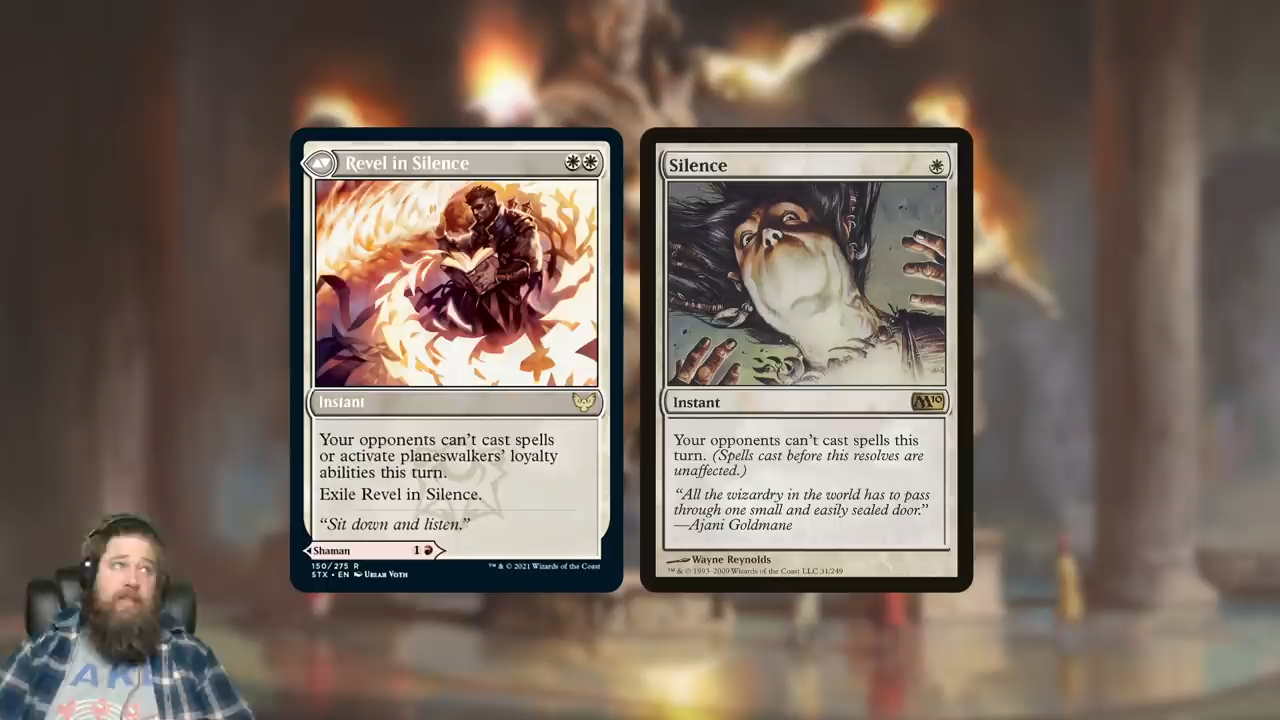 Revel in Silence
Instant
Your opponents can't cast spells
or activate planeswalkers' loyalty
abilities this turn.
Exile Revel in Silence.
“Sit down and listen.”
Shaman 1
150/275 R
STX • EN Uriah Voth
™ & © 2021 Wizards of the Coast
Silence
Instant
M10
Your opponents can't cast spells this
turn. (Spells cast before this resolves are
unaffected.)
“All the wizardry in the world has to pass
through one small and easily sealed door.”
—Ajani Goldmane
Wayne Reynolds
™ & © 1993–2009 Wizards of the Coast LLC 31/249